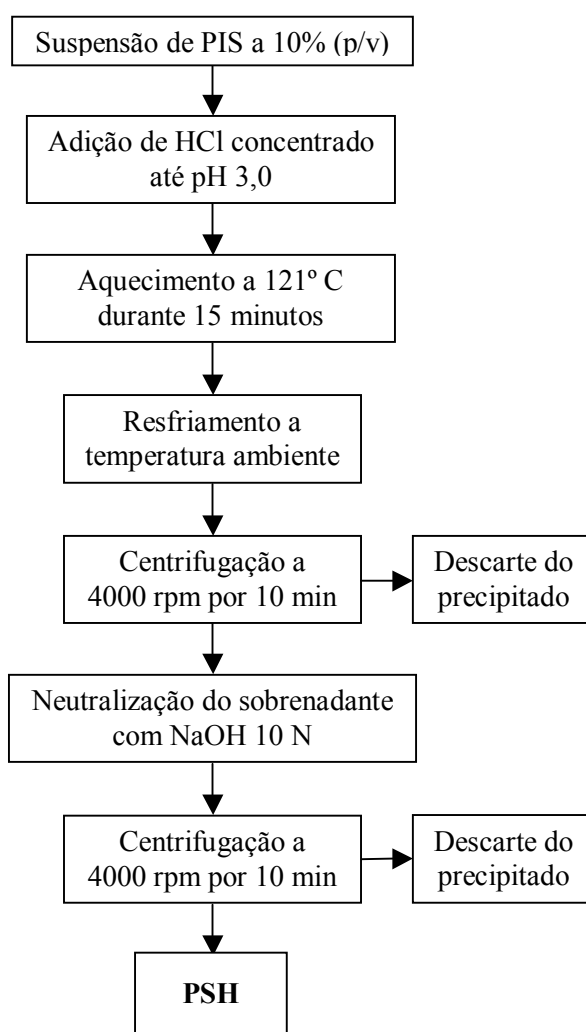 Suspensão de PIS a 10% (p/v)
Adição de HCl concentrado
até pH 3,0
Aquecimento a 121º C
durante 15 minutos
Resfriamento a
temperatura ambiente
Centrifugação a
4000 rpm por 10 min
Descarte do
precipitado
Neutralização do sobrenadante
com NaOH 10 N
Centrifugação a
4000 rpm por 10 min
Descarte do
precipitado
PSH